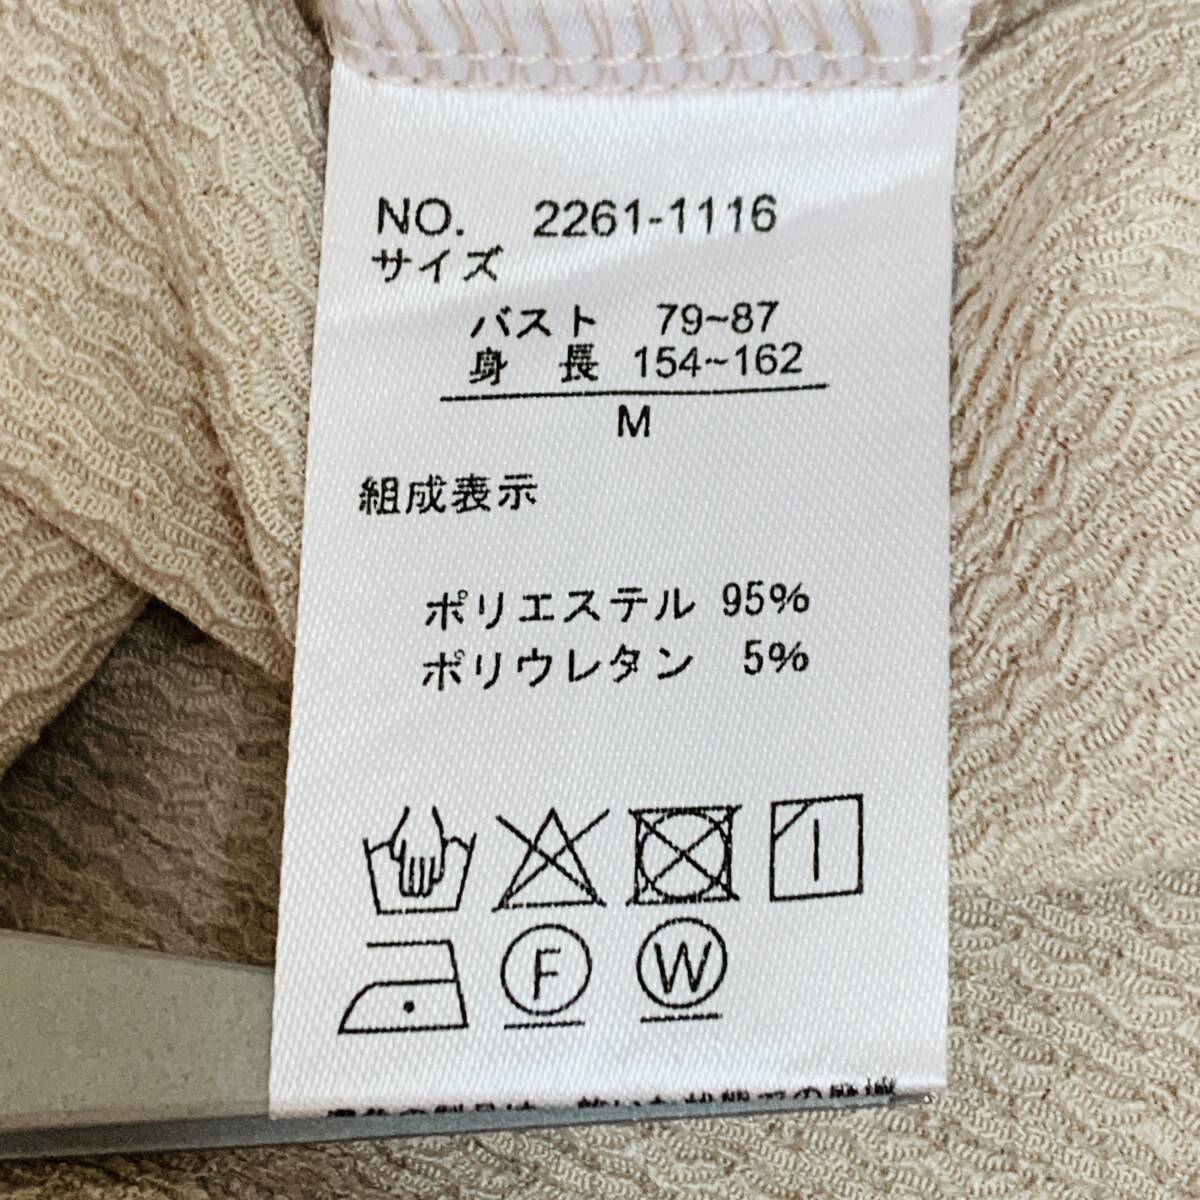 NO. 2261-1116
サイズ
バスト 79~87
身 長 154~162
M
組成表示
ポリエステル 95%
ポリウレタン 5%
F W